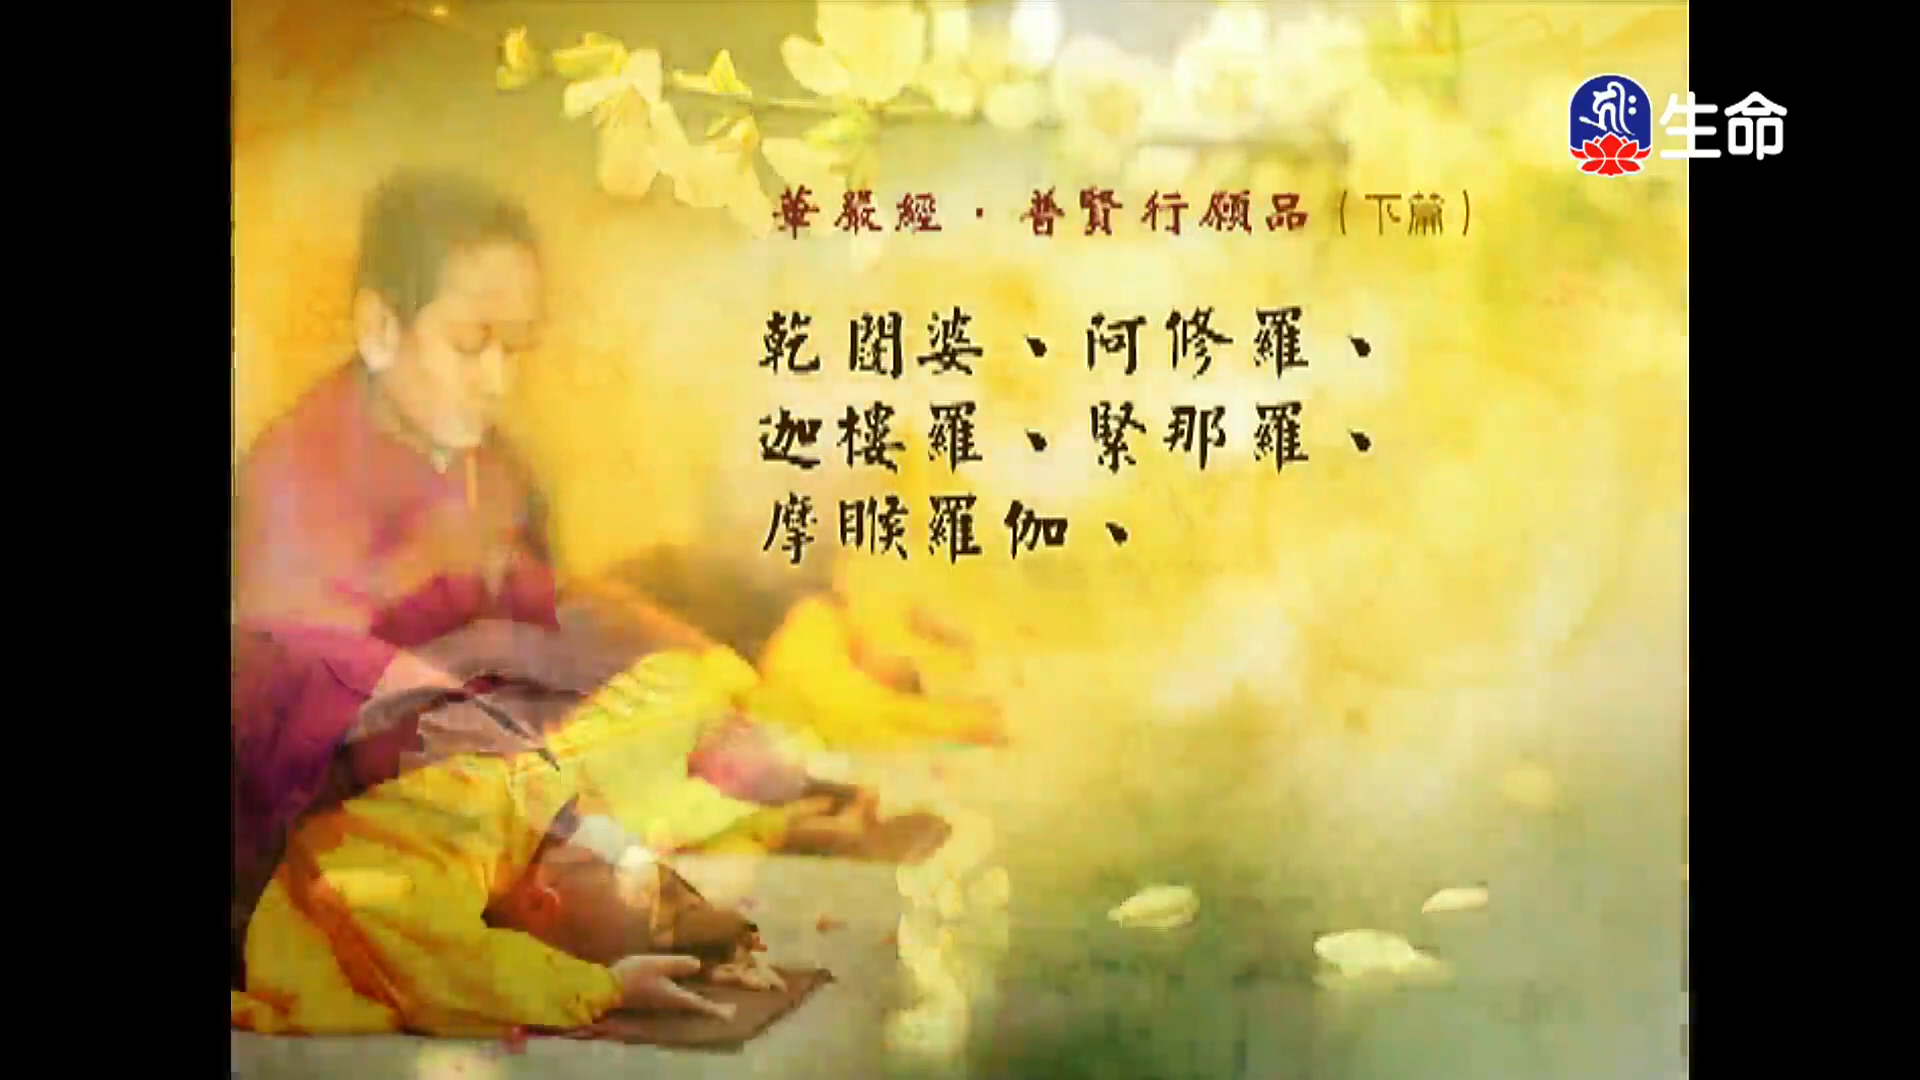 生命
華嚴經・普賢行願品（下篇）
乾闥婆、阿修羅、
迦樓羅、緊那羅、
摩睺羅伽、